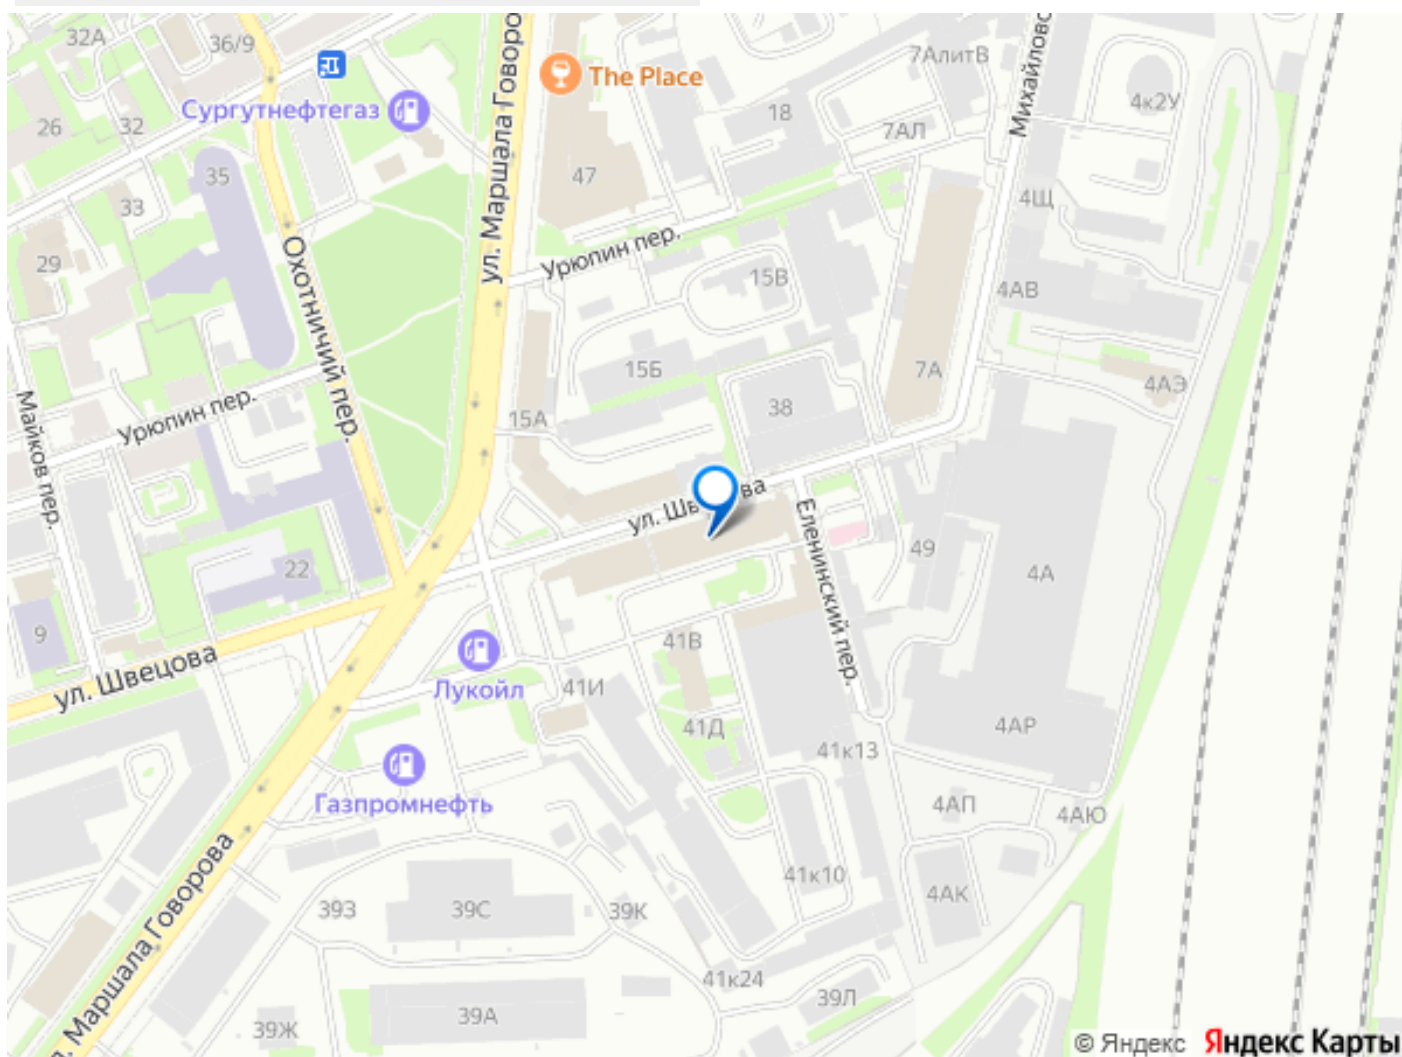 32А
36/9
Сургутнефтегаз
26
32
35
33
29
ул. Маршала Говоро
The Place
47
18
7АлитВ
7АЛ
Михайловс
4к2У
4Щ
Урюпин пер.
15В
4АВ
Охотничий пер.
15Б
7А
4АЭ
Майков пер.
Урюпин пер.
15А
38
ул. Шв ва
Еленинский пер.
49
4А
22
9
ул. Швецова
Лукойл
41В
41И
41Д
4АР
41к13
Газпромнефть
4АП
4АЮ
ул. Маршала Говорова
41к10
4АК
39З
39С
39К
41к24
39Л
39А
39Ж
© Яндекс Яндекс Карты